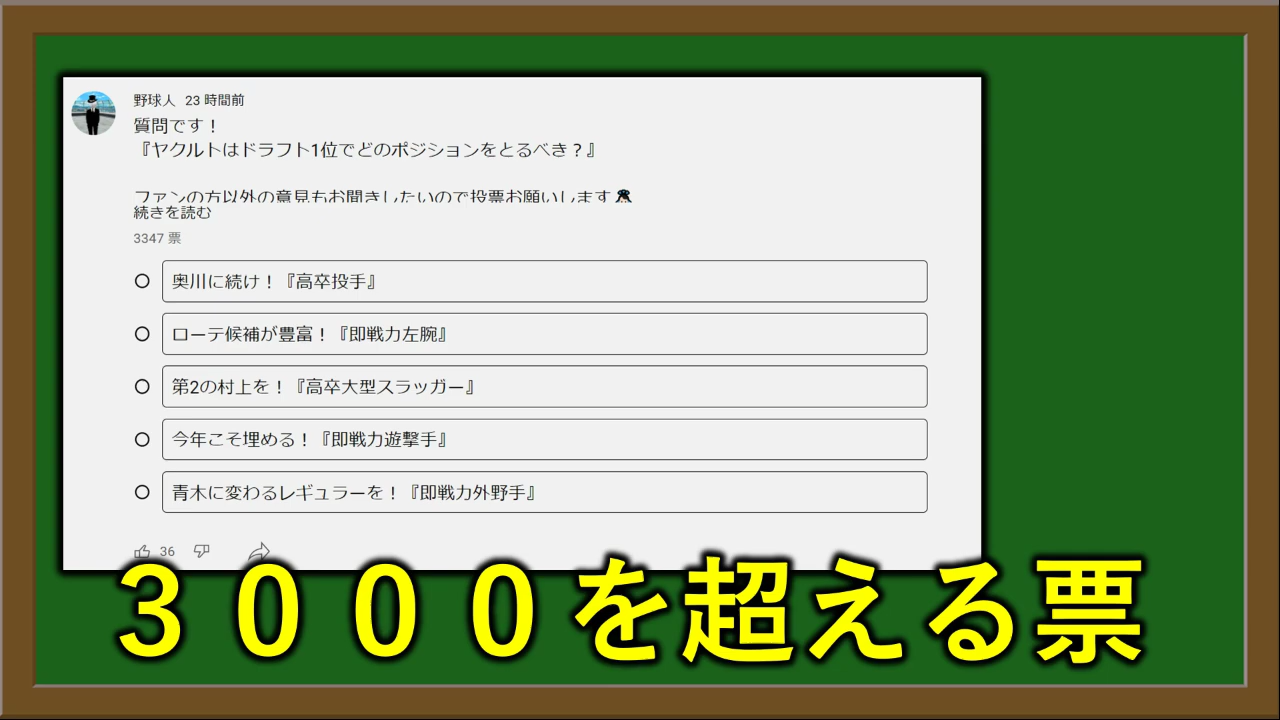 野球人 23 時間前
質問です！
『ヤクルトはドラフト1位でどのポジションをとるべき？』
ファンの方以外の意見もお聞きしたいので投票お願いします
続きを読む
3347 票
奥川に続け！『高卒投手』
ローテ候補が豊富！『即戦力左腕』
第2の村上を！『高卒大型スラッガー』
今年こそ埋める！『即戦力遊撃手』
青木に変わるレギュラーを！『即戦力外野手』
36
３０００を超える票